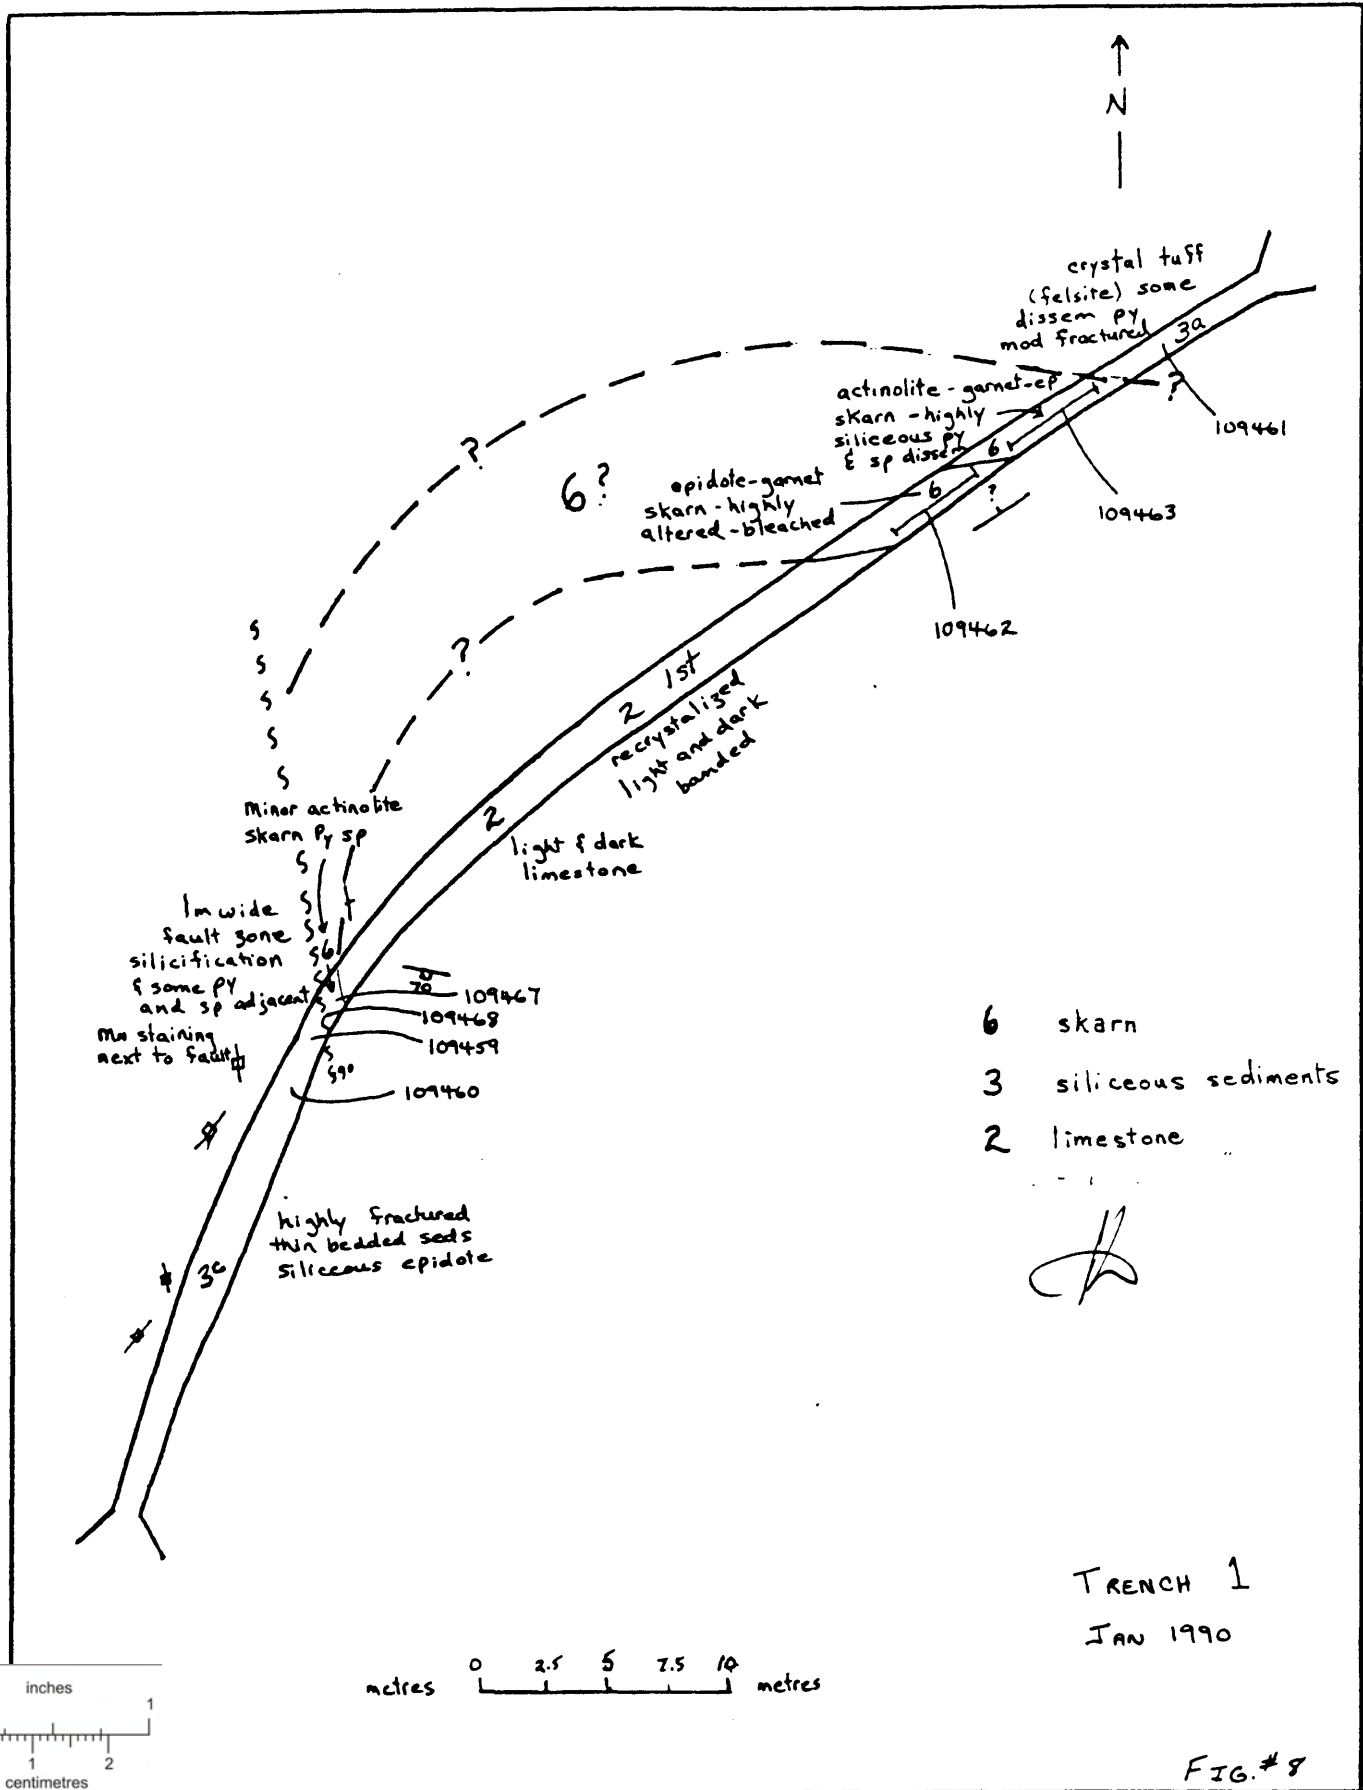 N
crystal tuff
(felsite) some
dissem py
mod fractured
3a
?
actinolite-garnet-ep
skarn - highly
siliceous py
& sp dissem
6
109461
109463
?
6?
epidote-garnet
skarn - highly
altered - bleached
6
?
109462
?
2 lst
recrystalized
light and dark
banded
2
light & dark
limestone
Minor actinolite
skarn Py sp
1m wide
fault zone
silicification
& some py
and sp adjacent
6
Mn staining
next to fault
70
109467
109468
109459
90
109460
highly fractured
thin bedded seds
siliceous epidote
3c
6 skarn
3 siliceous sediments
2 limestone
TRENCH 1
JAN 1990
metres 0 2.5 5 7.5 10 metres
inches
1
1 2
centimetres
FIG. # 8